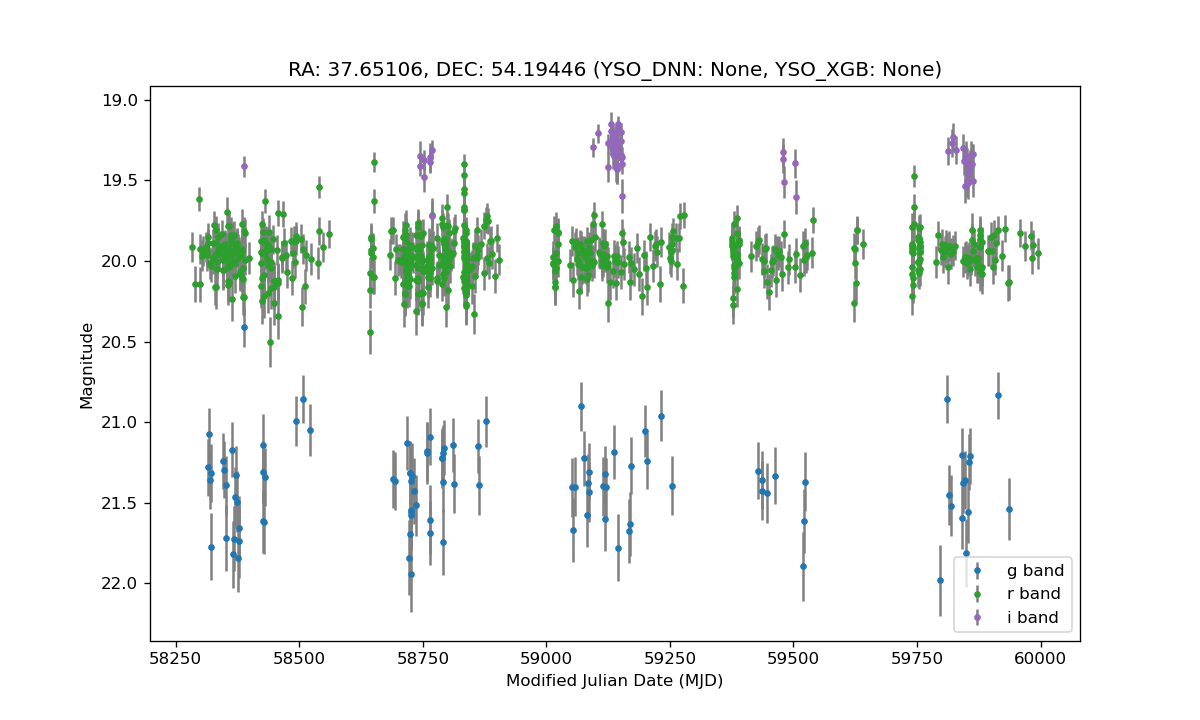 RA: 37.65106, DEC: 54.19446 (YSO_DNN: None, YSO_XGB: None)
19.0
19.5
20.0
20.5
21.0
21.5
22.0
Magnitude
g band
r band
i band
58250 58500 58750 59000 59250 59500 59750 60000
Modified Julian Date (MJD)